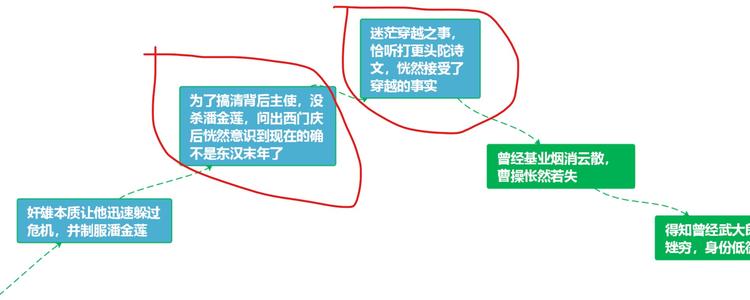 迷茫穿越之事，
恰听打更头陀诗
文，恍然接受了
穿越的事实
为了搞清背后主使，没
杀潘金莲，问出西门庆
后恍然意识到现在的确
不是东汉末年了
曾经基业烟消云散，
曹操怅然若失
奸雄本质让他迅速躲过
危机，并制服潘金莲
得知曾经武大郎
矮穷，身份低微